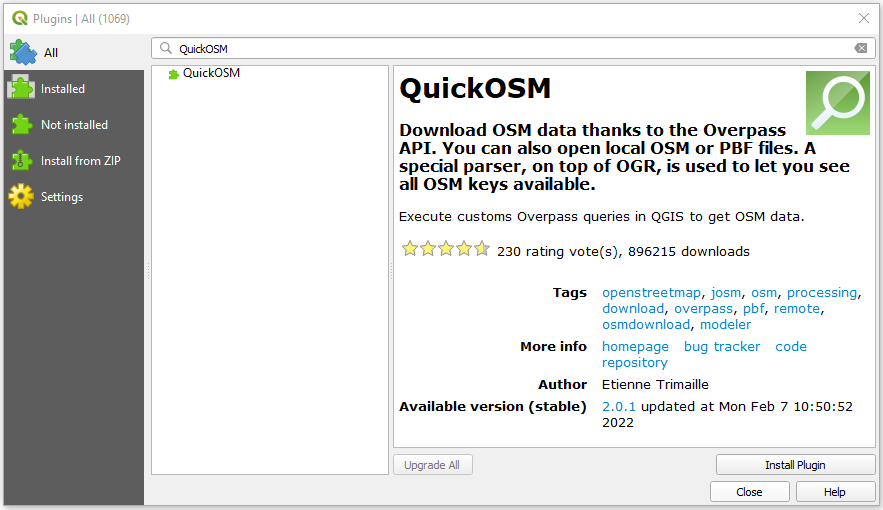 Plugins | All (1069)
All
Installed
Not installed
Install from ZIP
Settings
QuickOSM
QuickOSM
QuickOSM
Download OSM data thanks to the Overpass
API. You can also open local OSM or PBF files. A
special parser, on top of OGR, is used to let you see
all OSM keys available.
Execute customs Overpass queries in QGIS to get OSM data.
230 rating vote(s), 896215 downloads
Tags openstreetmap, josm, osm, processing,
download, overpass, pbf, remote,
osmdownload, modeler
More info homepage bug tracker code
repository
Author Etienne Trimaille
Available version (stable) 2.0.1 updated at Mon Feb 7 10:50:52
2022
Upgrade All
Install Plugin
Close
Help